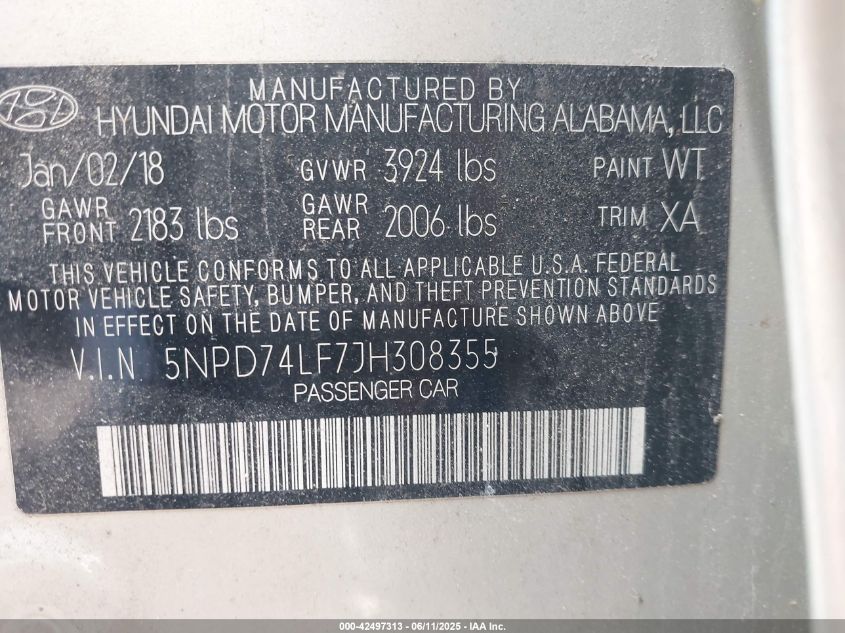 MANUFACTURED BY
HYUNDAI MOTOR MANUFACTURING ALABAMA, LLC
Jan/02/18 GVWR 3924 lbs PAINT WT
GAWR FRONT 2183 lbs GAWR REAR 2006 lbs TRIM XA
THIS VEHICLE CONFORMS TO ALL APPLICABLE U.S.A. FEDERAL
MOTOR VEHICLE SAFETY, BUMPER, AND THEFT PREVENTION STANDARDS
IN EFFECT ON THE DATE OF MANUFACTURE SHOWN ABOVE
V.I.N 5NPD74LF7JH308355
PASSENGER CAR
000-42497313 - 06/11/2025 - IAA Inc.